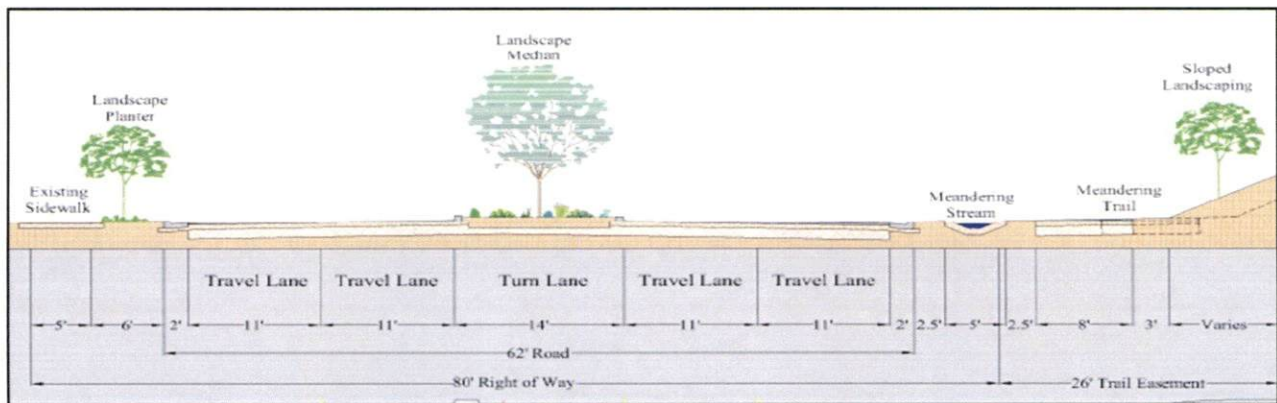 Landscape
Median
Sloped
Landscaping
Landscape
Planter
Existing
Sidewalk
Meandering
Stream
Meandering
Trail
Travel Lane Travel Lane Turn Lane Travel Lane Travel Lane
5' 6' 2' 11' 11' 14' 11' 11' 2' 2.5' 5' 2.5' 8' 3' Varies
62' Road
80' Right of Way 26' Trail Easement